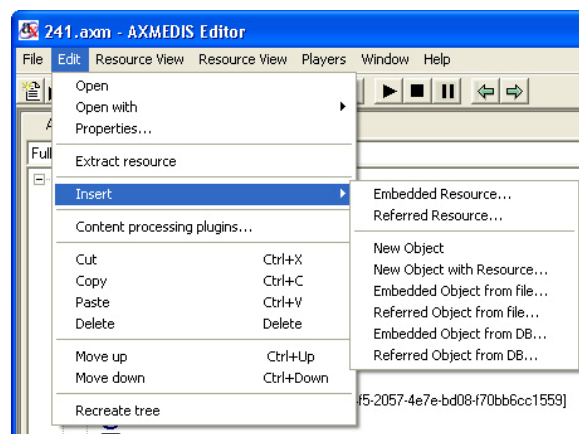 241.axm - AXMEDIS Editor
File Edit Resource View Resource View Players Window Help
Open
Open with
Properties...
Full
Extract resource
Insert
Embedded Resource...
Referred Resource...
Content processing plugins...
New Object
New Object with Resource...
Embedded Object from file...
Referred Object from file...
Embedded Object from DB...
Referred Object from DB...
Cut Ctrl+X
Copy Ctrl+C
Paste Ctrl+V
Delete Delete
Move up Ctrl+Up
Move down Ctrl+Down
f5-2057-4e7e-bd08-f70bb6cc1559]
Recreate tree